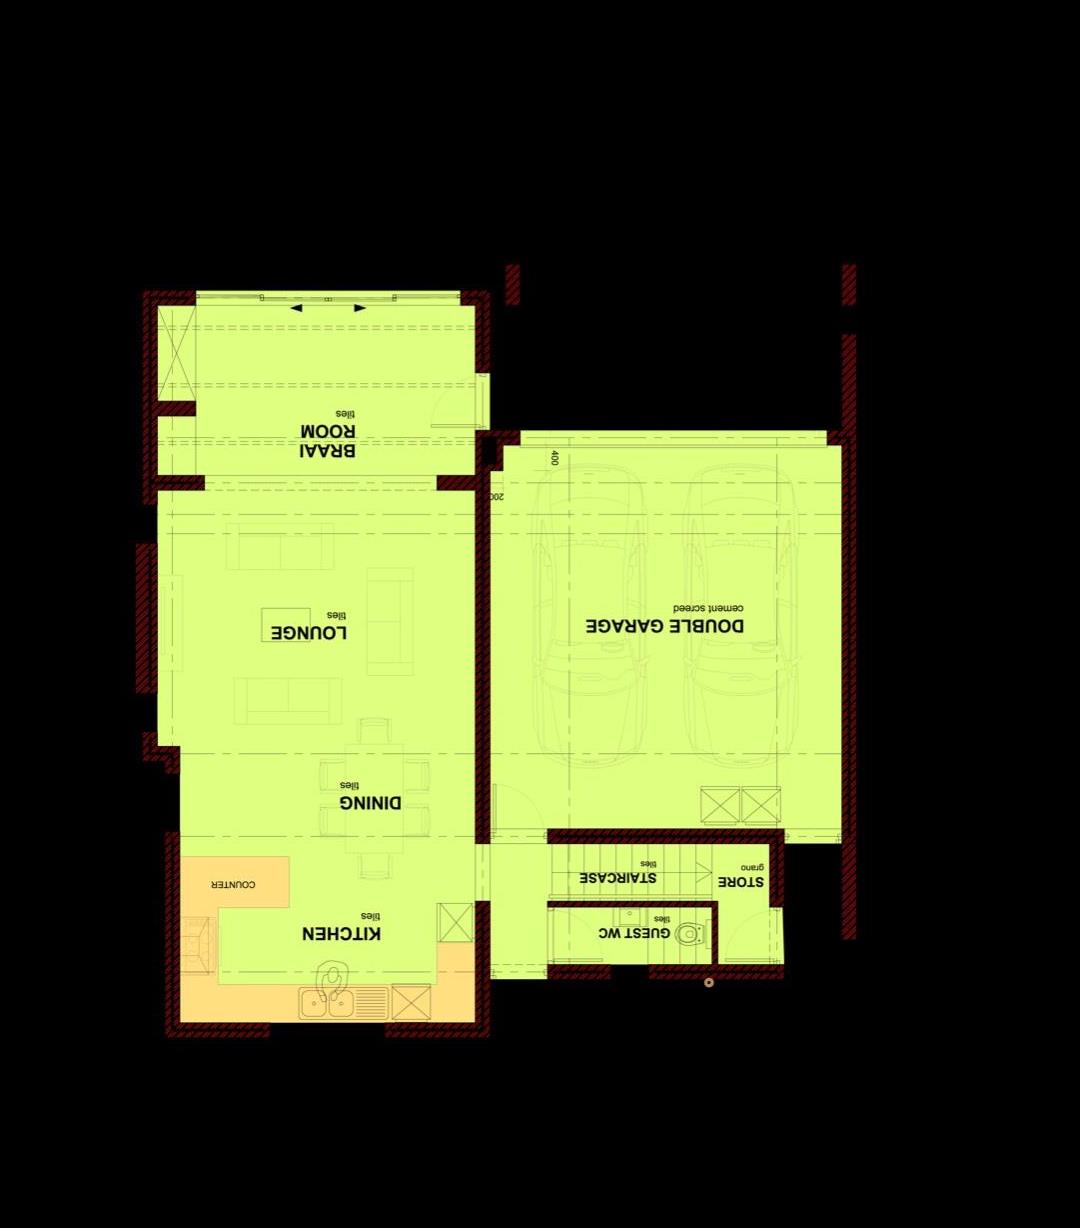 COUNTER
KITCHEN
tiles
GUEST WC
tiles
STORE
grano
STAIRCASE
tiles
DINING
tiles
LOUNGE
tiles
DOUBLE GARAGE
cement screed
200
400
BRAAI
ROOM
tiles